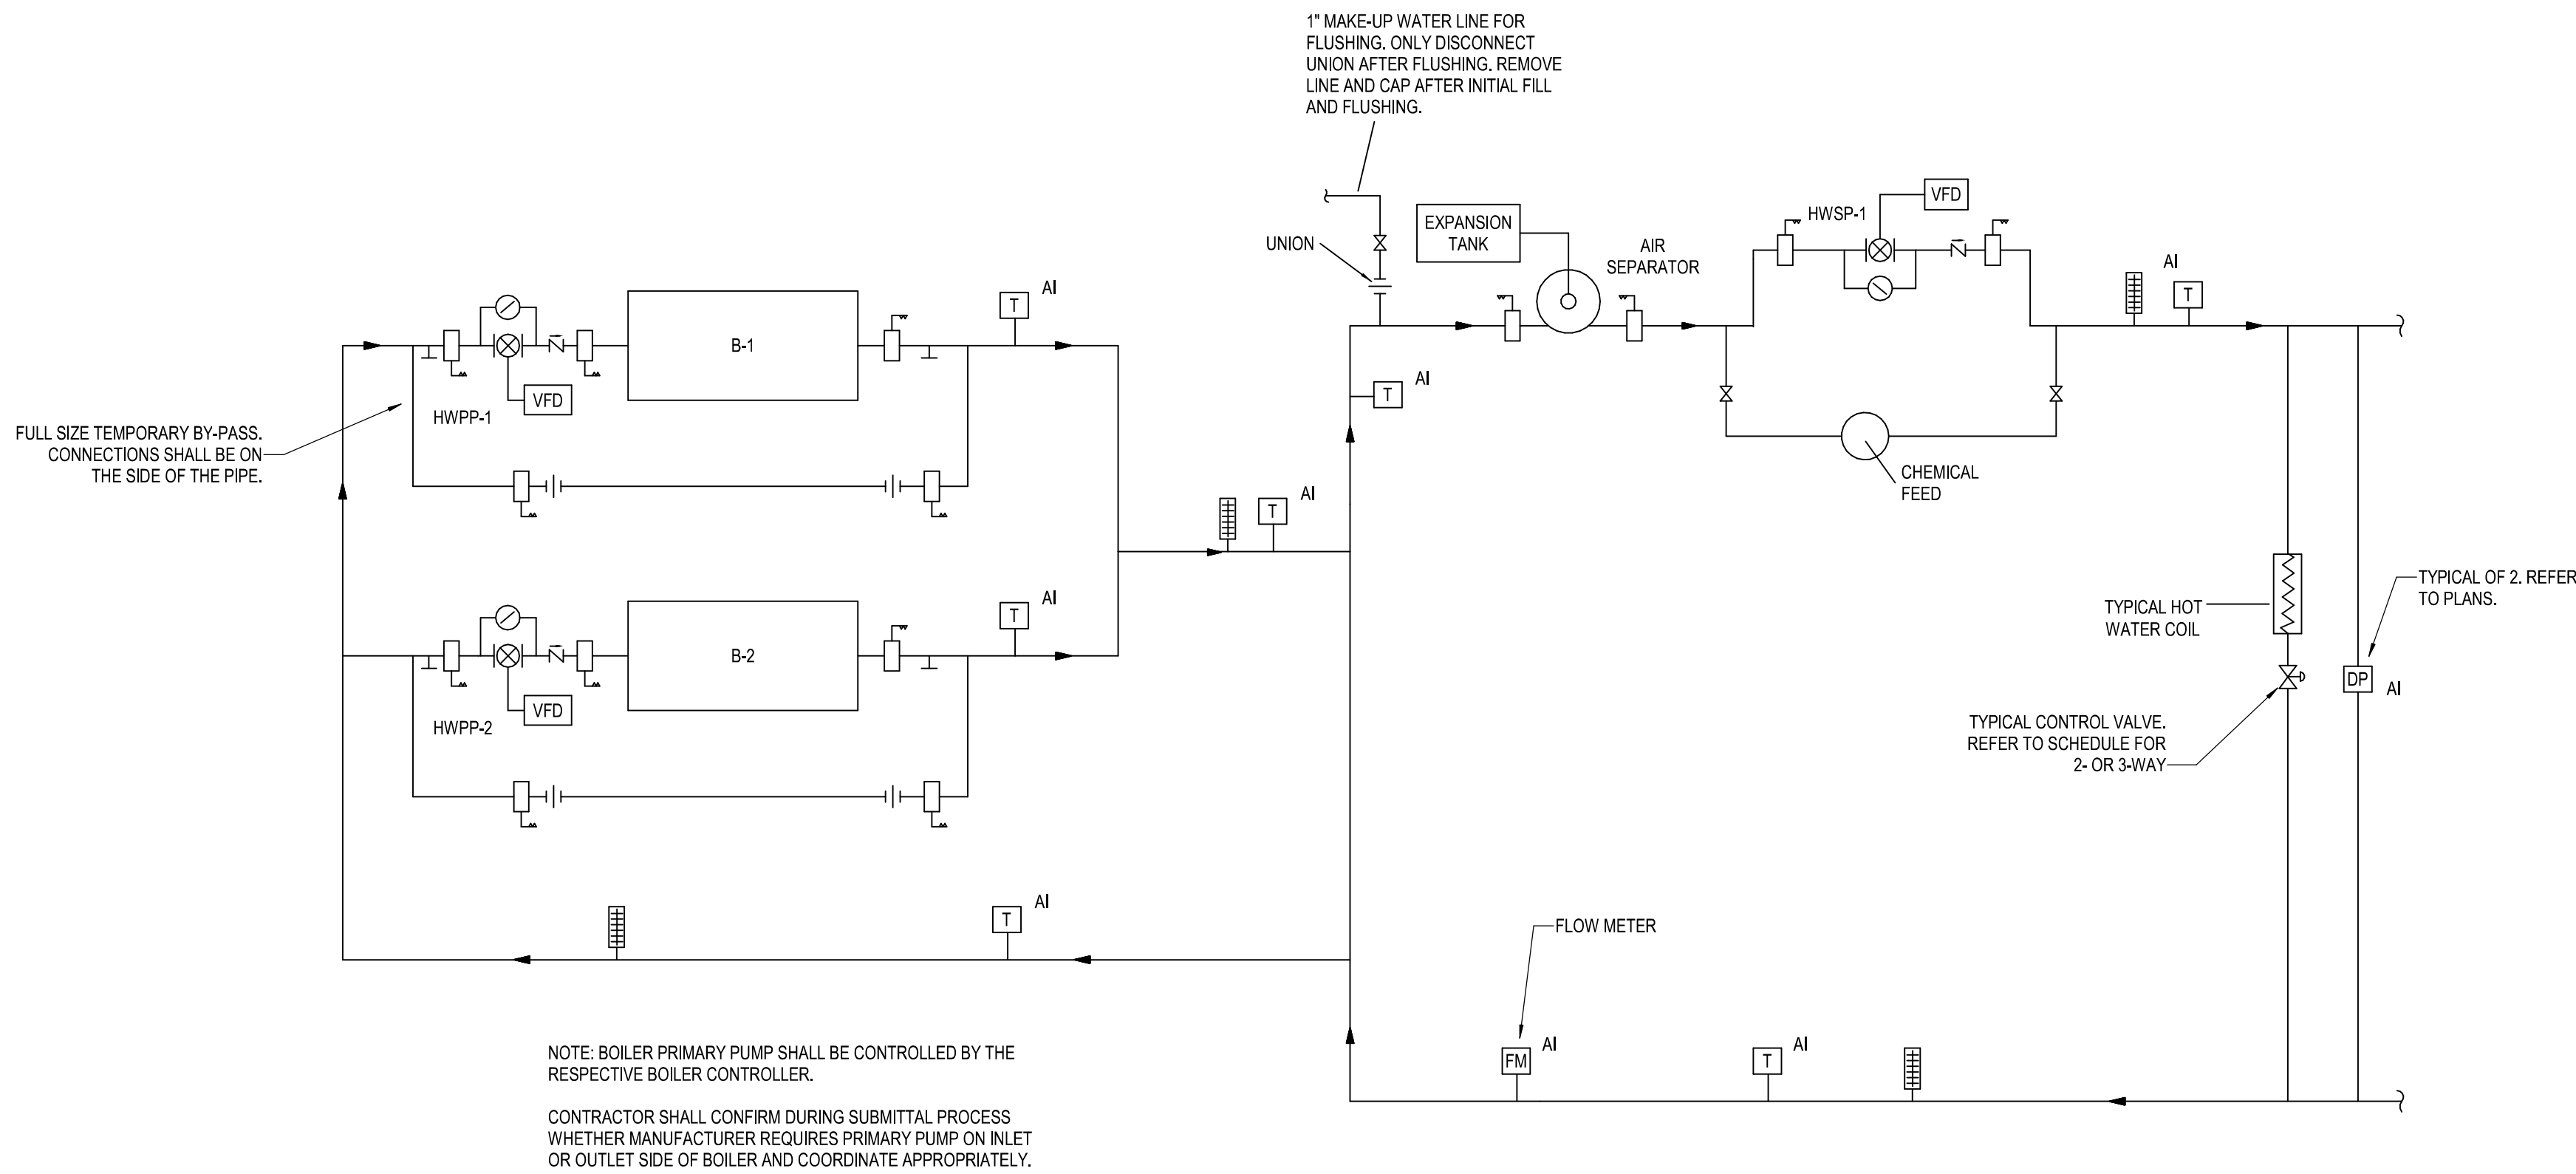 1" MAKE-UP WATER LINE FOR
FLUSHING. ONLY DISCONNECT
UNION AFTER FLUSHING. REMOVE
LINE AND CAP AFTER INITIAL FILL
AND FLUSHING.
VFD
HWSP-1
EXPANSION
TANK
UNION
AIR
SEPARATOR
AI
T
AI
T
B-1
VFD
HWPP-1
AI
T
FULL SIZE TEMPORARY BY-PASS.
CONNECTIONS SHALL BE ON
THE SIDE OF THE PIPE.
CHEMICAL
FEED
AI
T
AI
T
B-2
VFD
HWPP-2
TYPICAL OF 2. REFER
TO PLANS.
TYPICAL HOT
WATER COIL
DP
AI
TYPICAL CONTROL VALVE.
REFER TO SCHEDULE FOR
2- OR 3-WAY
AI
T
FLOW METER
FM
AI
T
AI
NOTE: BOILER PRIMARY PUMP SHALL BE CONTROLLED BY THE
RESPECTIVE BOILER CONTROLLER.
CONTRACTOR SHALL CONFIRM DURING SUBMITTAL PROCESS
WHETHER MANUFACTURER REQUIRES PRIMARY PUMP ON INLET
OR OUTLET SIDE OF BOILER AND COORDINATE APPROPRIATELY.